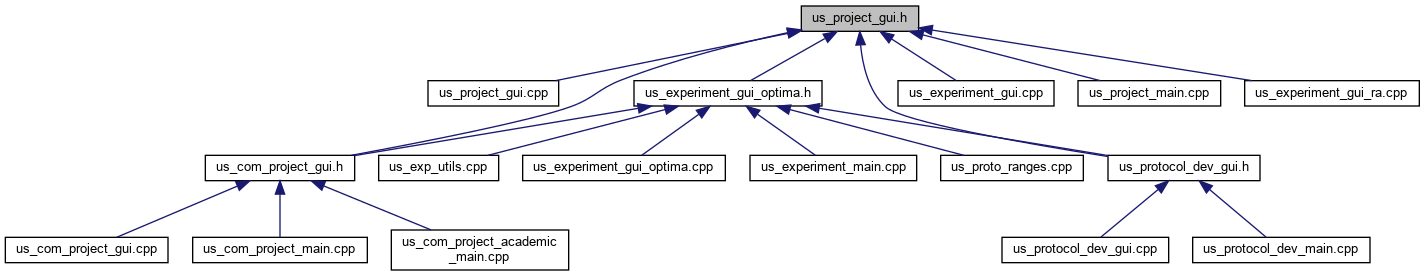 us_project_gui.h
us_project_gui.cpp
us_experiment_gui_optima.h
us_experiment_gui.cpp
us_project_main.cpp
us_experiment_gui_ra.cpp
us_com_project_gui.h
us_exp_utils.cpp
us_experiment_gui_optima.cpp
us_experiment_main.cpp
us_proto_ranges.cpp
us_protocol_dev_gui.h
us_com_project_gui.cpp
us_com_project_main.cpp
us_com_project_academic
_main.cpp
us_protocol_dev_gui.cpp
us_protocol_dev_main.cpp